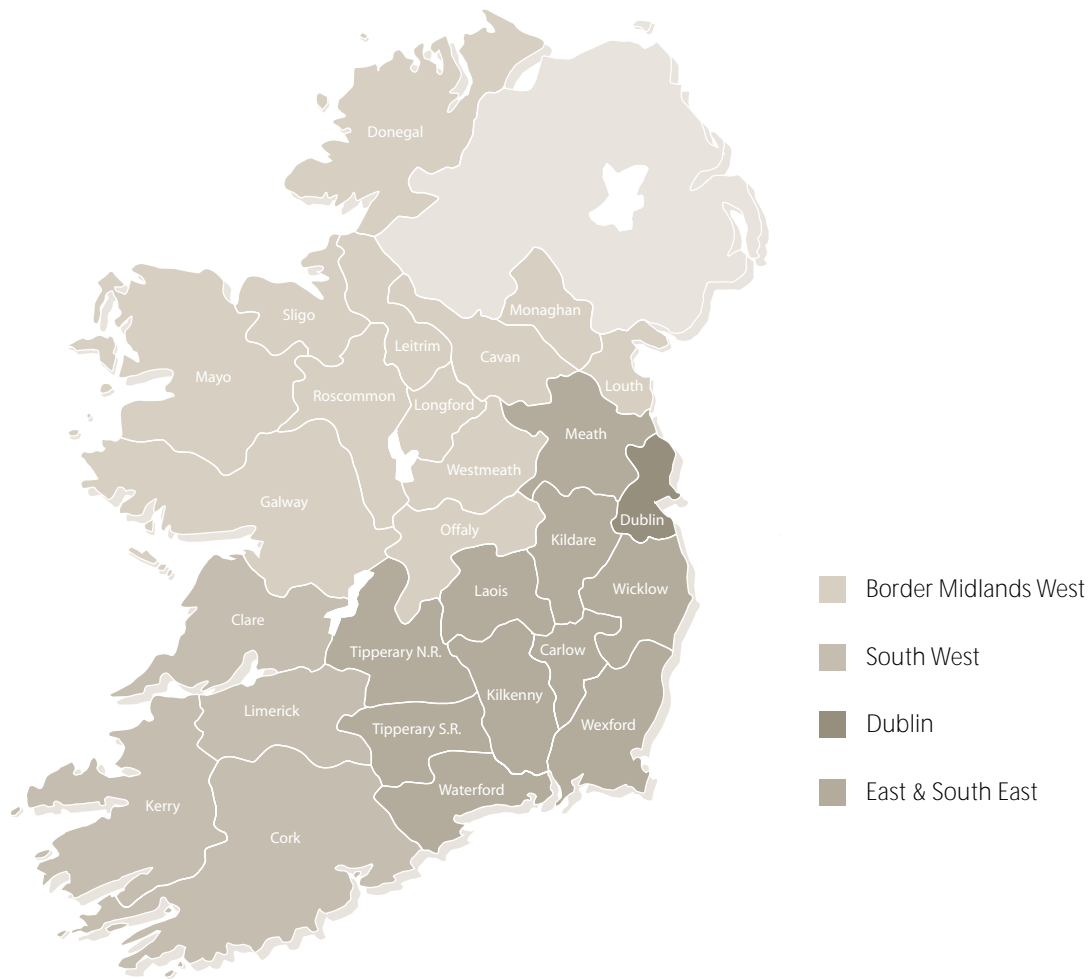 Donegal
Monaghan
Sligo
Leitrim
Cavan
Mayo
Louth
Roscommon
Longford
Meath
Westmeath
Galway
Dublin
Offaly
Kildare
Laois
Wicklow
Clare
Tipperary N.R.
Carlow
Kilkenny
Limerick
Wexford
Tipperary S.R.
Waterford
Kerry
Cork
Border Midlands West
South West
Dublin
East & South East